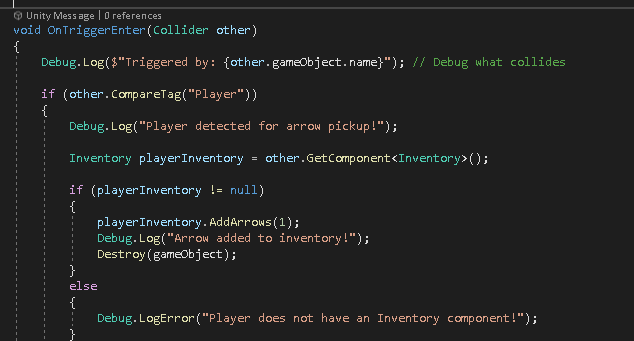 Unity Message | 0 references
void OnTriggerEnter(Collider other)
{
    Debug.Log($"Triggered by: {other.gameObject.name}"); // Debug what collides

    if (other.CompareTag("Player"))
    {
        Debug.Log("Player detected for arrow pickup!");

        Inventory playerInventory = other.GetComponent<Inventory>();

        if (playerInventory != null)
        {
            playerInventory.AddArrows(1);
            Debug.Log("Arrow added to inventory!");
            Destroy(gameObject);
        }
        else
        {
            Debug.LogError("Player does not have an Inventory component!");
        }